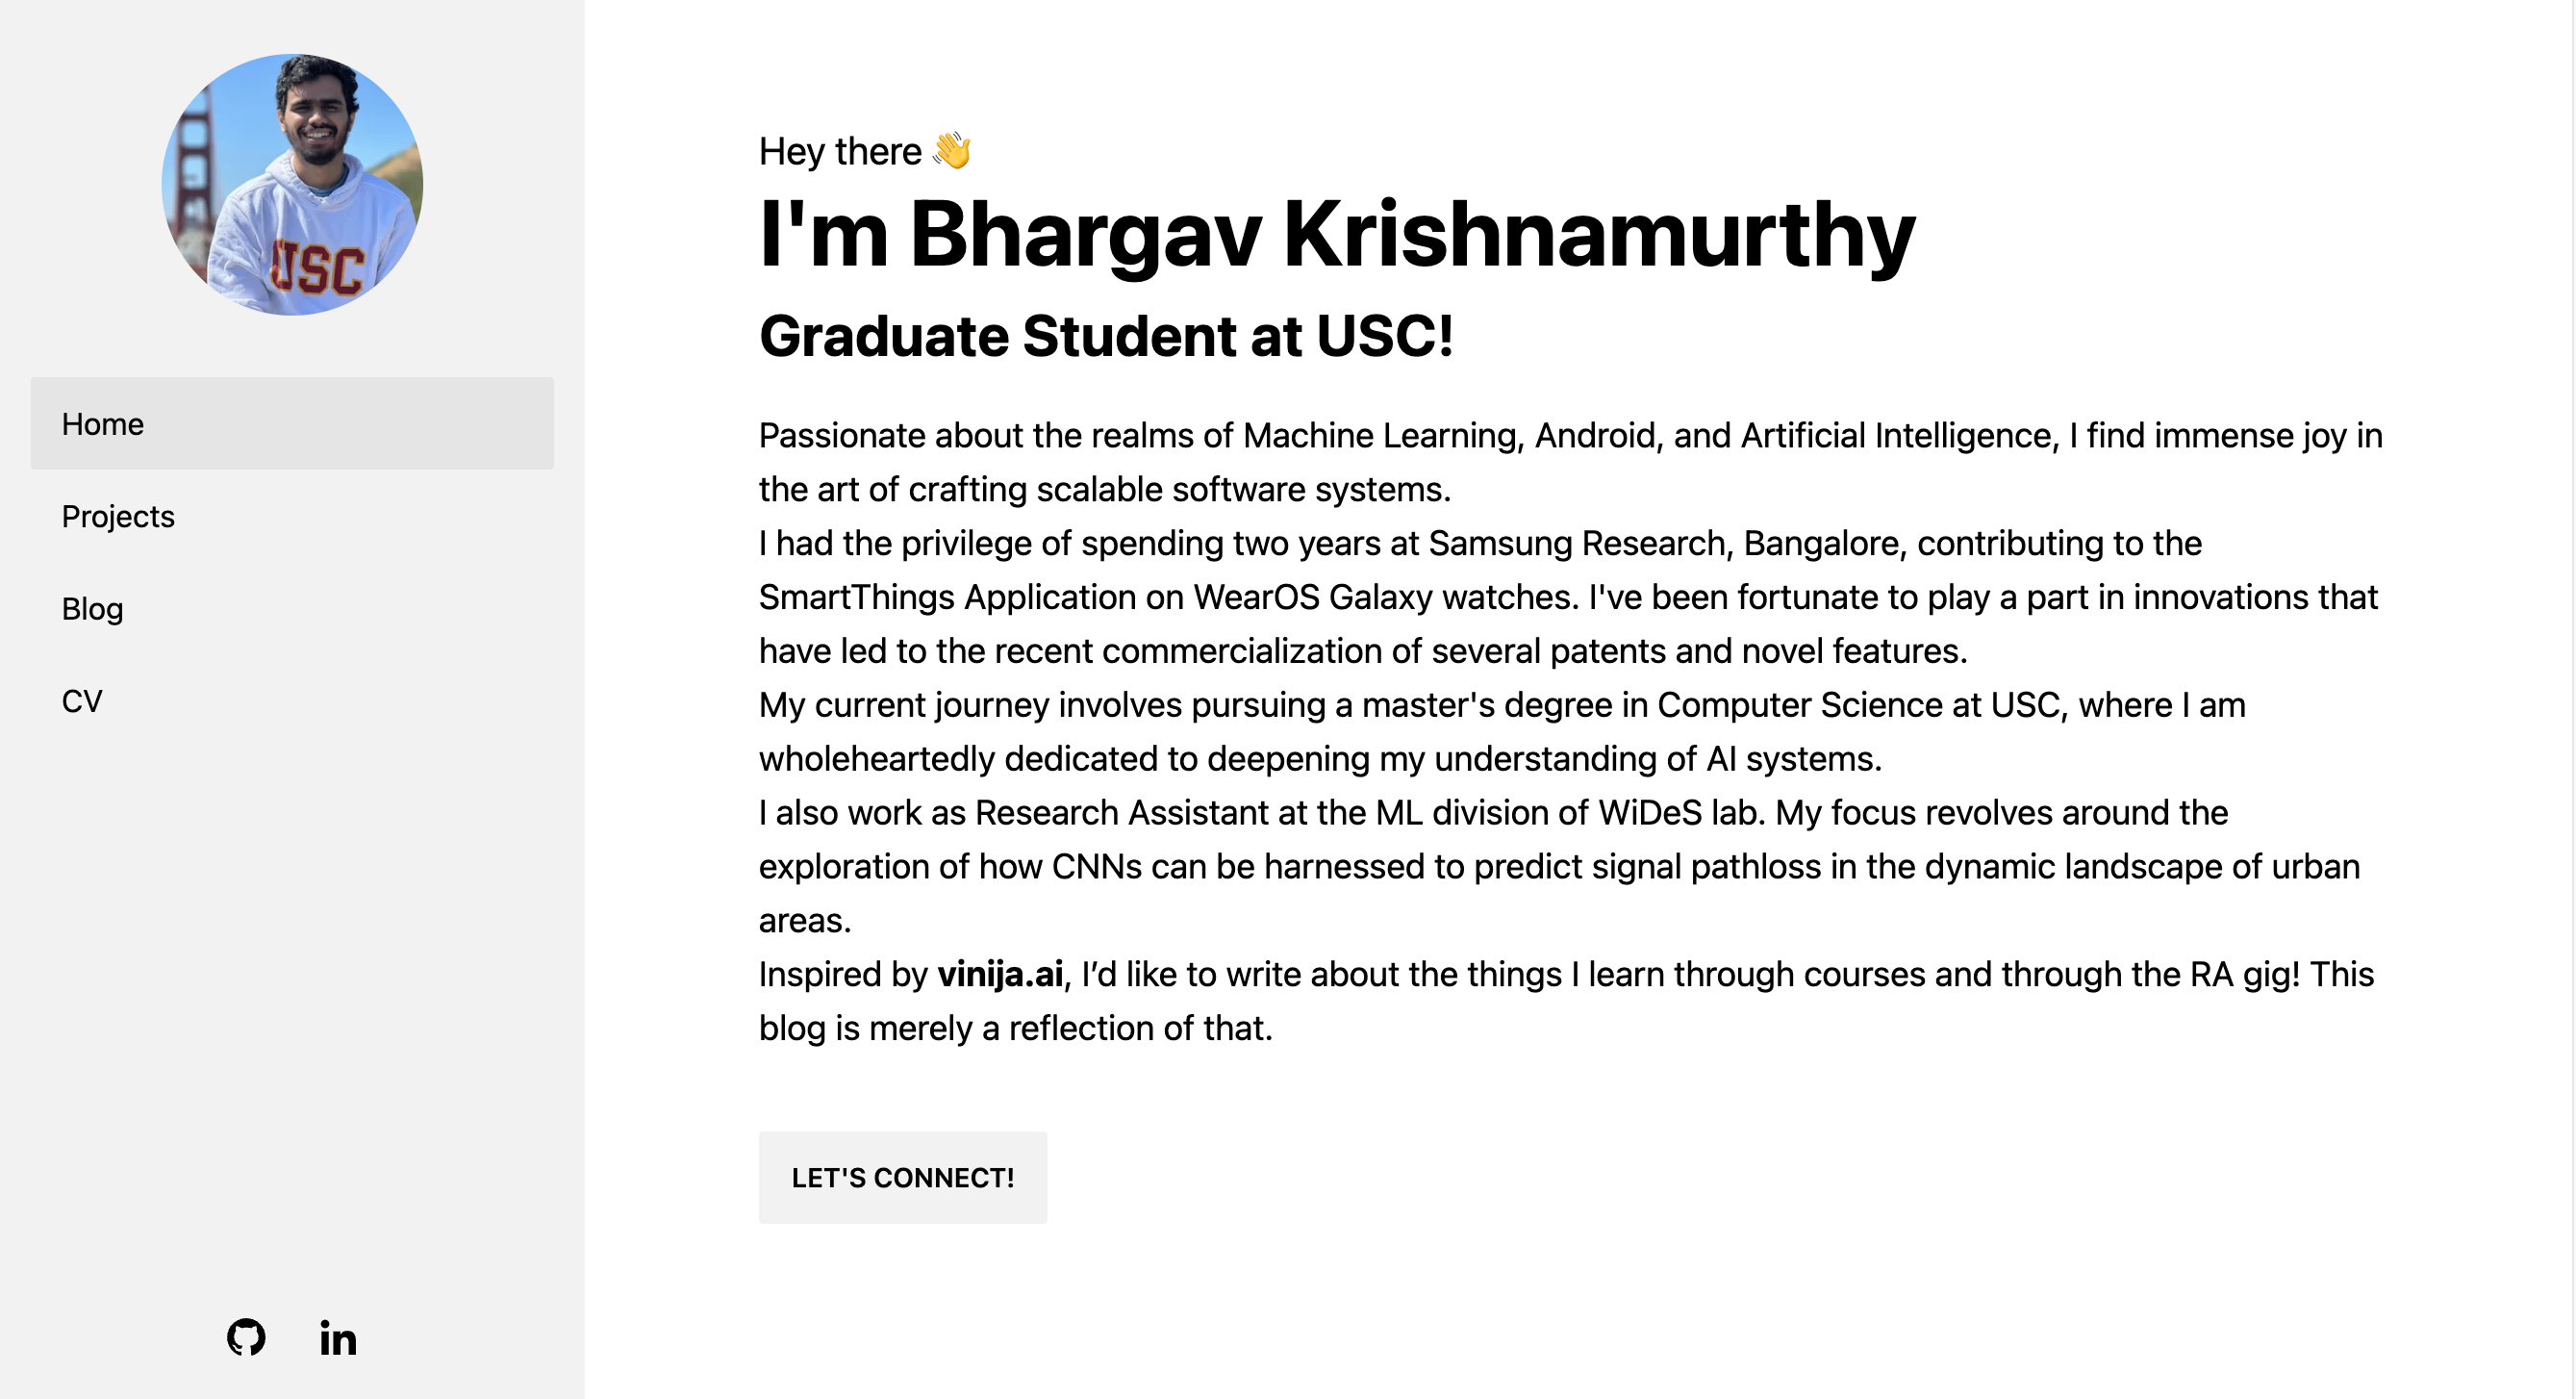 USC
Home
Projects
Blog
CV
Hey there 👋
I'm Bhargav Krishnamurthy
Graduate Student at USC!
Passionate about the realms of Machine Learning, Android, and Artificial Intelligence, I find immense joy in
the art of crafting scalable software systems.
I had the privilege of spending two years at Samsung Research, Bangalore, contributing to the
SmartThings Application on WearOS Galaxy watches. I've been fortunate to play a part in innovations that
have led to the recent commercialization of several patents and novel features.
My current journey involves pursuing a master's degree in Computer Science at USC, where I am
wholeheartedly dedicated to deepening my understanding of AI systems.
I also work as Research Assistant at the ML division of WiDeS lab. My focus revolves around the
exploration of how CNNs can be harnessed to predict signal pathloss in the dynamic landscape of urban
areas.
Inspired by vinija.ai, I’d like to write about the things I learn through courses and through the RA gig! This
blog is merely a reflection of that.
LET'S CONNECT!
in